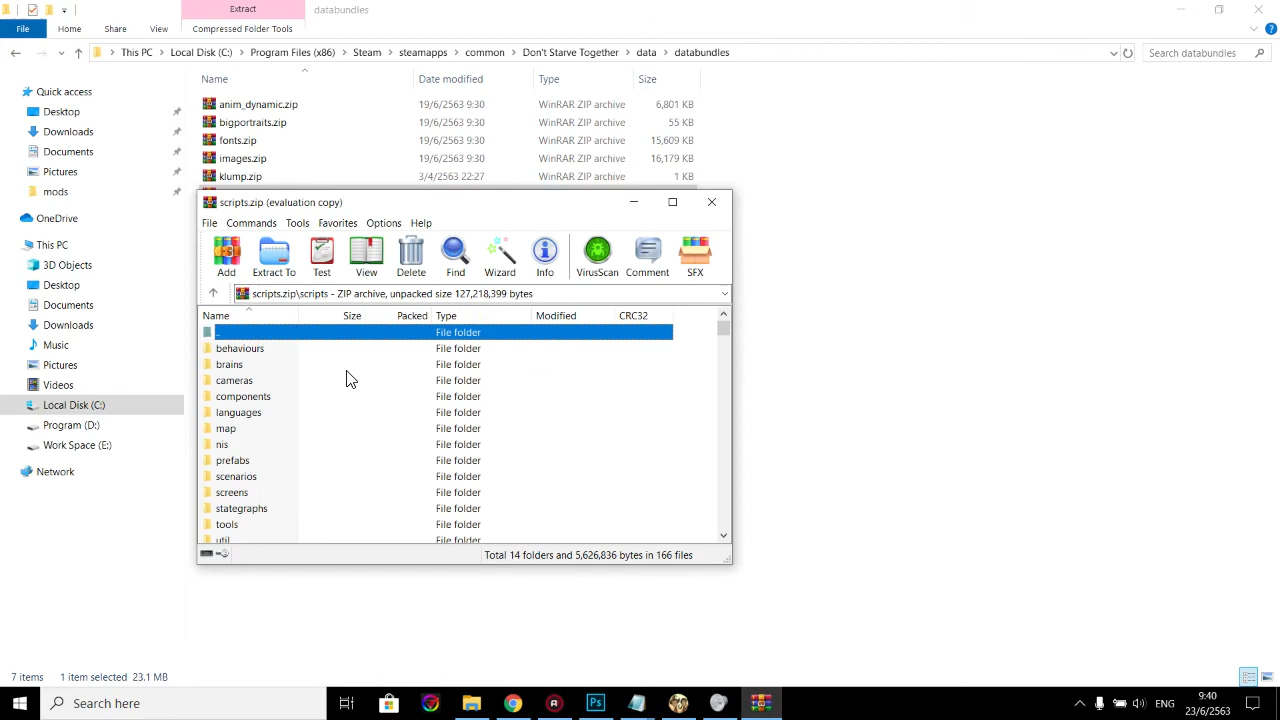 Extract
databundles
File
Home
Share
View
Compressed Folder Tools
This PC
Local Disk (C:)
Program Files (x86)
Steam
steamapps
common
Don't Starve Together
data
databundles
Search databundles
Name
Date modified
Type
Size
Quick access
Desktop
Downloads
Documents
Pictures
mods
OneDrive
This PC
3D Objects
Desktop
Documents
Downloads
Music
Pictures
Videos
Local Disk (C:)
Program (D:)
Work Space (E:)
Network
anim_dynamic.zip 19/6/2563 9:30 WinRAR ZIP archive 6,801 KB
bigportraits.zip 19/6/2563 9:30 WinRAR ZIP archive 55 KB
fonts.zip 19/6/2563 9:30 WinRAR ZIP archive 15,609 KB
images.zip 19/6/2563 9:30 WinRAR ZIP archive 16,179 KB
klump.zip 3/4/2563 22:27 WinRAR ZIP archive 1 KB
scripts.zip (evaluation copy)
File Commands Tools Favorites Options Help
Add Extract To Test View Delete Find Wizard Info VirusScan Comment SFX
scripts.zip\scripts - ZIP archive, unpacked size 127,218,399 bytes
Name Size Packed Type Modified CRC32
.. File folder
behaviours File folder
brains File folder
cameras File folder
components File folder
languages File folder
map File folder
nis File folder
prefabs File folder
scenarios File folder
screens File folder
stategraphs File folder
tools File folder
util File folder
Total 14 folders and 5,626,836 bytes in 166 files
7 items 1 item selected 23.1 MB
Search here
Ps
ENG
9:40
23/6/2563